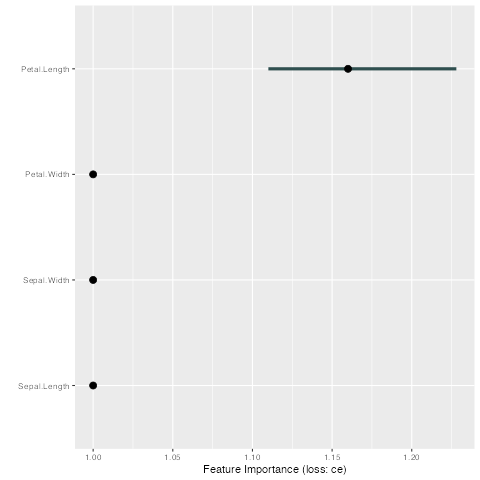 Petal.Length
Petal.Width
Sepal.Width
Sepal.Length
1.00 1.05 1.10 1.15 1.20
Feature Importance (loss: ce)